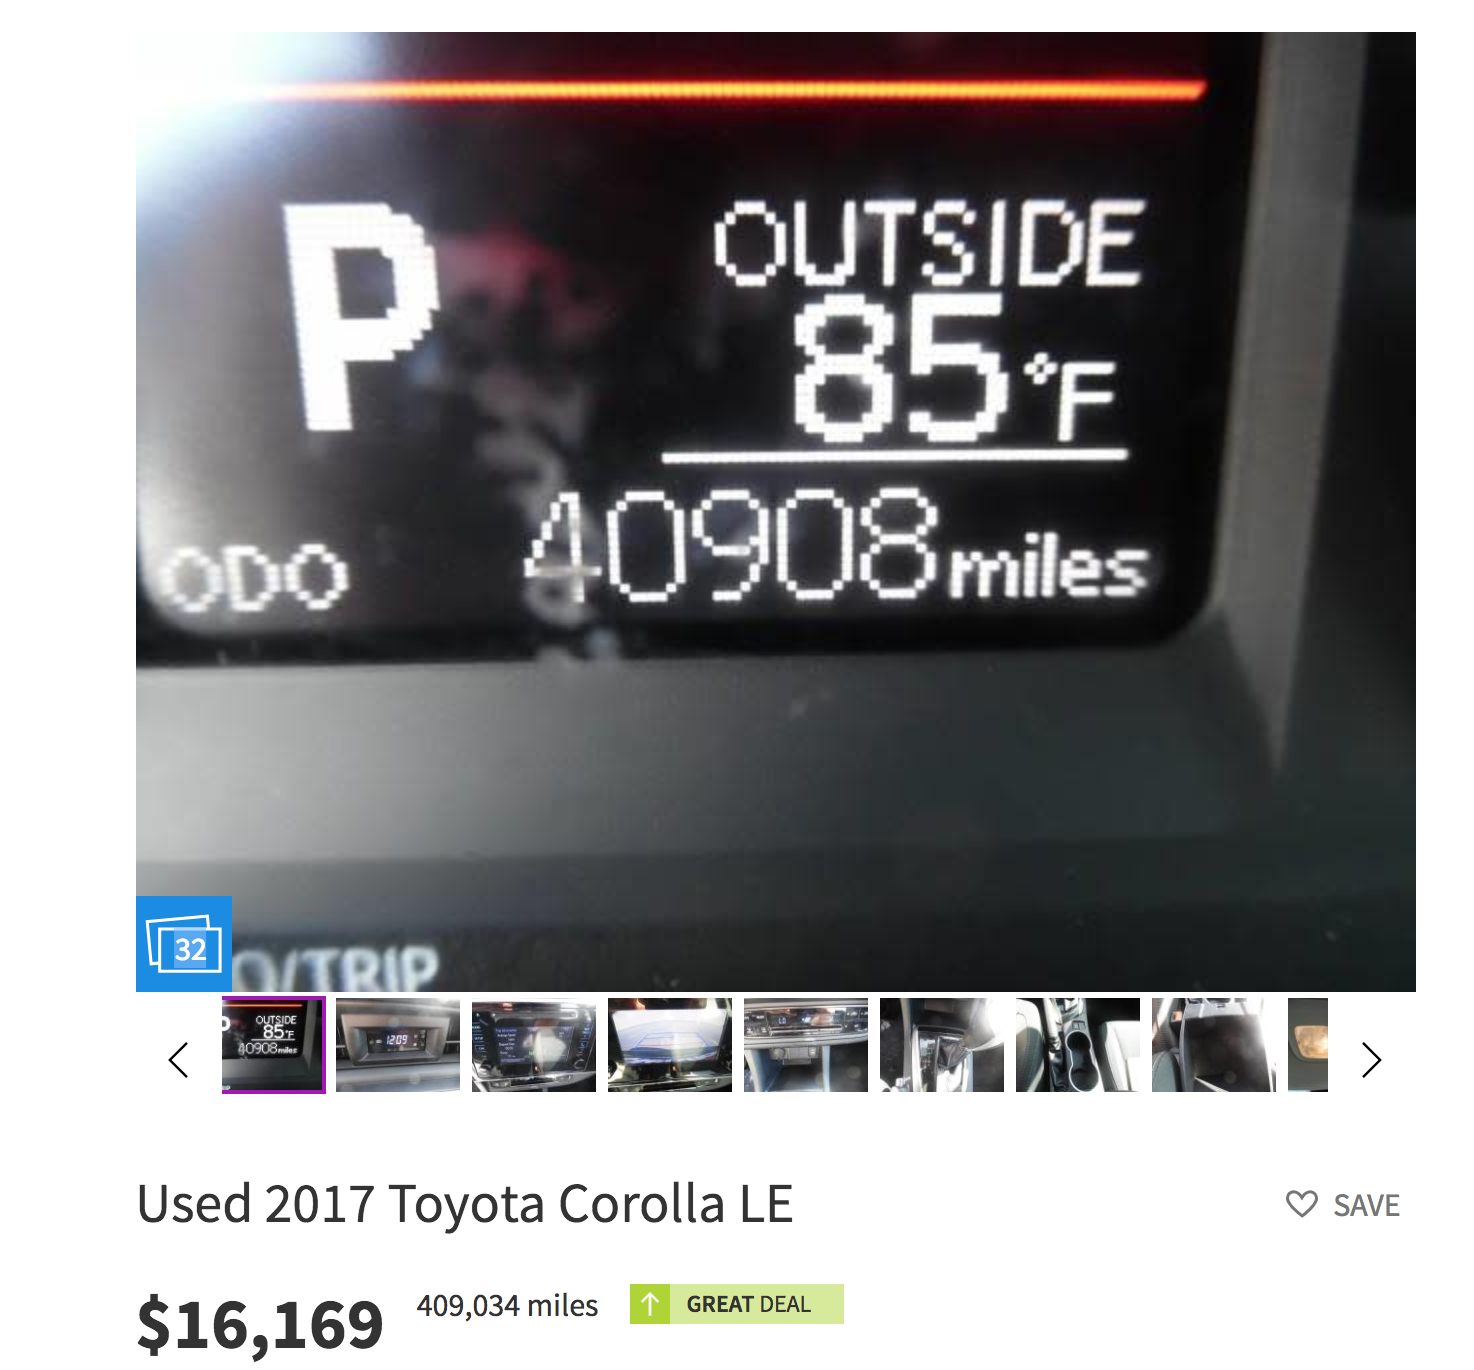 P
OUTSIDE
85°F
ODO 40908 miles
32
O/TRIP
OUTSIDE
85°F
40908 miles
12:09
Used 2017 Toyota Corolla LE
SAVE
$16,169
409,034 miles
GREAT DEAL